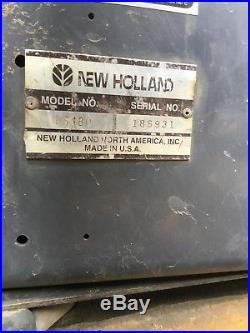 NEW HOLLAND
MODEL NO. SERIAL NO.
186931
NEW HOLLAND NORTH AMERICA, INC.
MADE IN U.S.A.